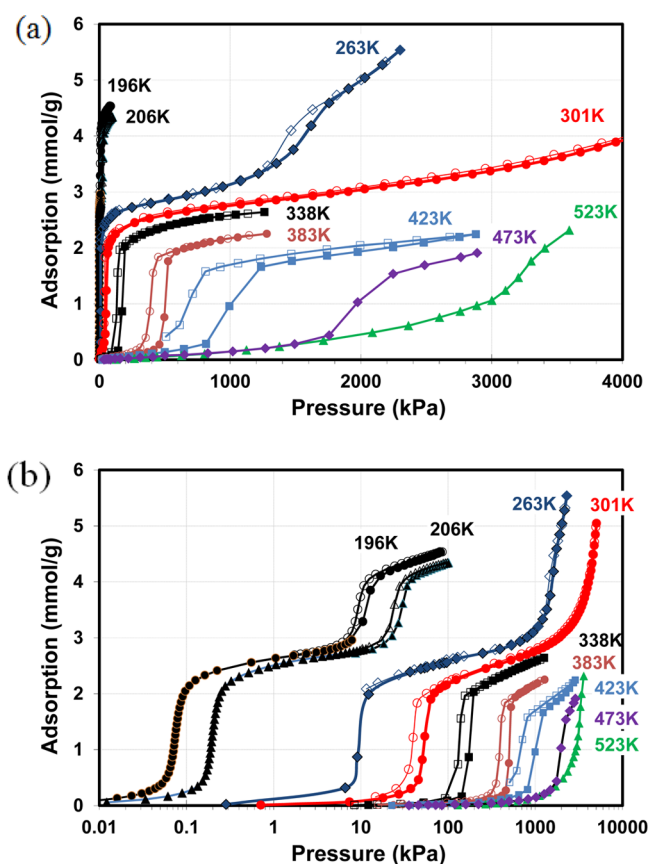 (a)
6
5
4
3
2
1
0
Adsorption (mmol/g)
196K
206K
263K
301K
338K
383K
423K
473K
523K
0
1000
2000
3000
4000
Pressure (kPa)
(b)
6
5
4
3
2
1
0
Adsorption (mmol/g)
196K
206K
263K
301K
338K
383K
423K
473K
523K
0.01
0.1
1
10
100
1000
10000
Pressure (kPa)